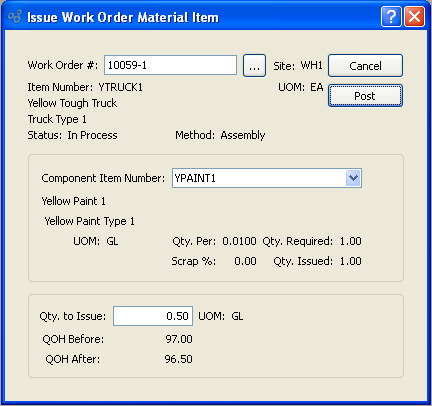 Issue Work Order Material Item
Work Order #: 10059-1 ... Site: WH1 Cancel
Item Number: YTRUCK1 UOM: EA
Yellow Tough Truck Post
Truck Type 1
Status: In Process Method: Assembly
Component Item Number: YPAINT1
Yellow Paint 1
Yellow Paint Type 1
UOM: GL Qty. Per: 0.0100 Qty. Required: 1.00
Scrap %: 0.00 Qty. Issued: 1.00
Qty. to Issue: 0.50 UOM: GL
QOH Before: 97.00
QOH After: 96.50